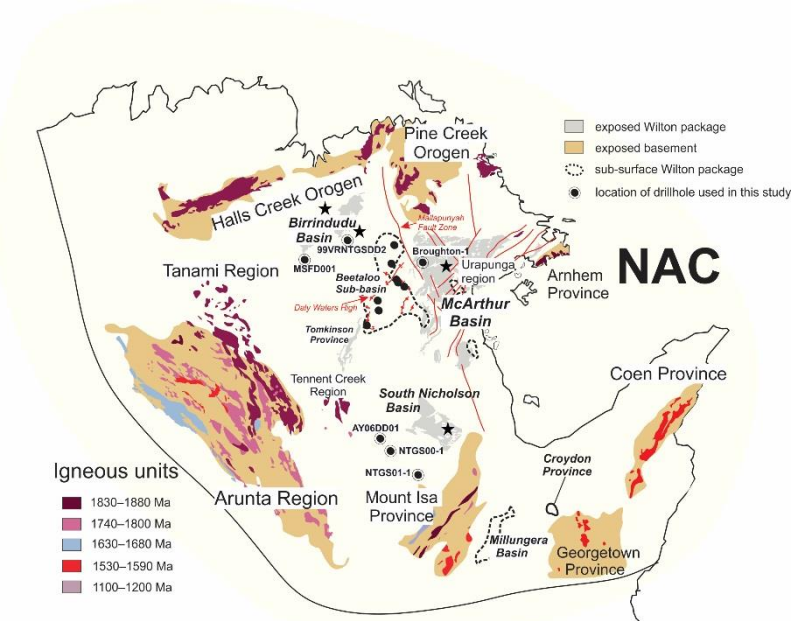 Pine Creek
Orogen
exposed Wilton package
exposed basement
sub-surface Wilton package
location of drillhole used in this study
Halls Creek Orogen
Mallapunyah
Fault Zone
Birrindudu
Basin
99VRNTGSDD2
Broughton-1
MSFD001
Urapunga
region
NAC
Arnhem
Province
Tanami Region
Beetaloo
Sub-basin
Daly Waters High
McArthur
Basin
Tomkinson
Province
Coen Province
Tennent Creek
Region
South Nicholson
Basin
AY06DD01
NTGS00-1
NTGS01-1
Croydon
Province
Igneous units
1830–1880 Ma
1740–1800 Ma
1630–1680 Ma
1530–1590 Ma
1100–1200 Ma
Arunta Region
Mount Isa
Province
Millungera
Basin
Georgetown
Province